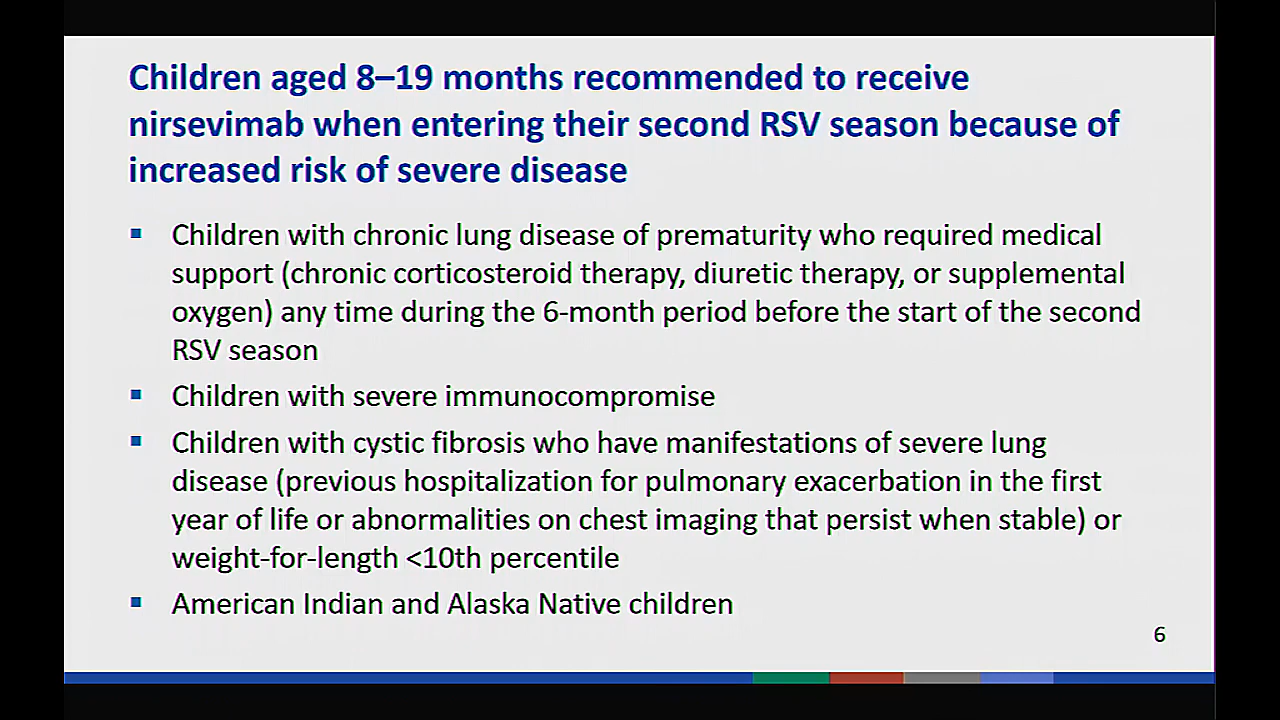 Children aged 8–19 months recommended to receive
nirsevimab when entering their second RSV season because of
increased risk of severe disease
▪ Children with chronic lung disease of prematurity who required medical
support (chronic corticosteroid therapy, diuretic therapy, or supplemental
oxygen) any time during the 6-month period before the start of the second
RSV season
▪ Children with severe immunocompromise
▪ Children with cystic fibrosis who have manifestations of severe lung
disease (previous hospitalization for pulmonary exacerbation in the first
year of life or abnormalities on chest imaging that persist when stable) or
weight-for-length <10th percentile
▪ American Indian and Alaska Native children
6